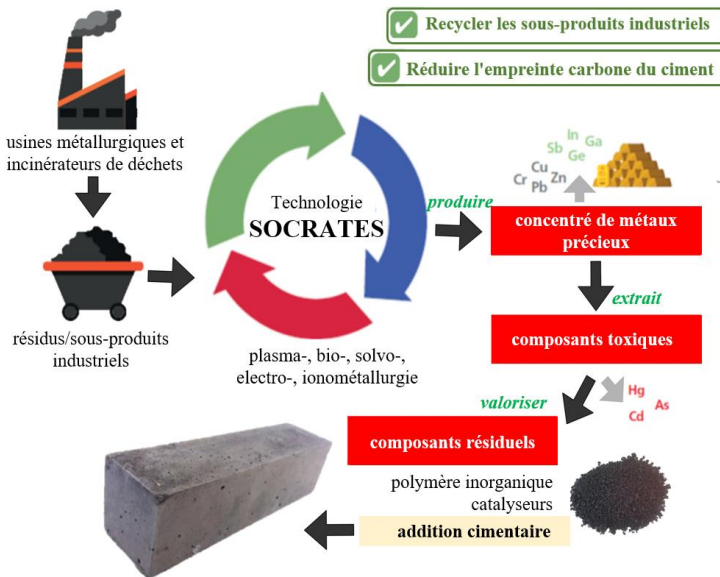 Recycler les sous-produits industriels
Réduire l'empreinte carbone du ciment
usines métallurgiques et
incinérateurs de déchets
résidus/sous-produits
industriels
Technologie
SOCRATES
plasma-, bio-, solvo-,
electro-, ionométallurgie
produire
In
Ga
Sb
Ge
Cu
Cr
Zn
Pb
concentré de métaux
précieux
extrait
composants toxiques
Hg
As
Cd
valoriser
composants résiduels
polymère inorganique
catalyseurs
addition cimentaire